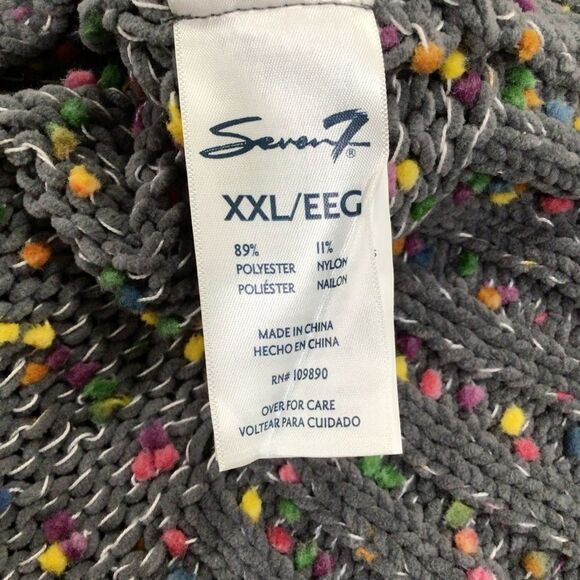 Seven7®
XXL/EEG
89% 11%
POLYESTER NYLON
POLIÉSTER NAILON
MADE IN CHINA
HECHO EN CHINA
RN# 109890
OVER FOR CARE
VOLTEAR PARA CUIDADO